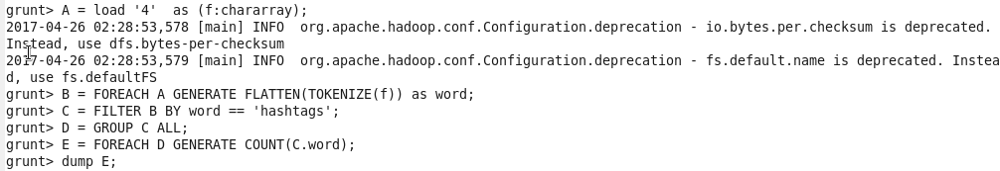 grunt> A = load '4'  as (f:chararray);
2017-04-26 02:28:53,578 [main] INFO  org.apache.hadoop.conf.Configuration.deprecation - io.bytes.per.checksum is deprecated.
Instead, use dfs.bytes-per-checksum
2017-04-26 02:28:53,579 [main] INFO  org.apache.hadoop.conf.Configuration.deprecation - fs.default.name is deprecated. Instea
d, use fs.defaultFS
grunt> B = FOREACH A GENERATE FLATTEN(TOKENIZE(f)) as word;
grunt> C = FILTER B BY word == 'hashtags';
grunt> D = GROUP C ALL;
grunt> E = FOREACH D GENERATE COUNT(C.word);
grunt> dump E;